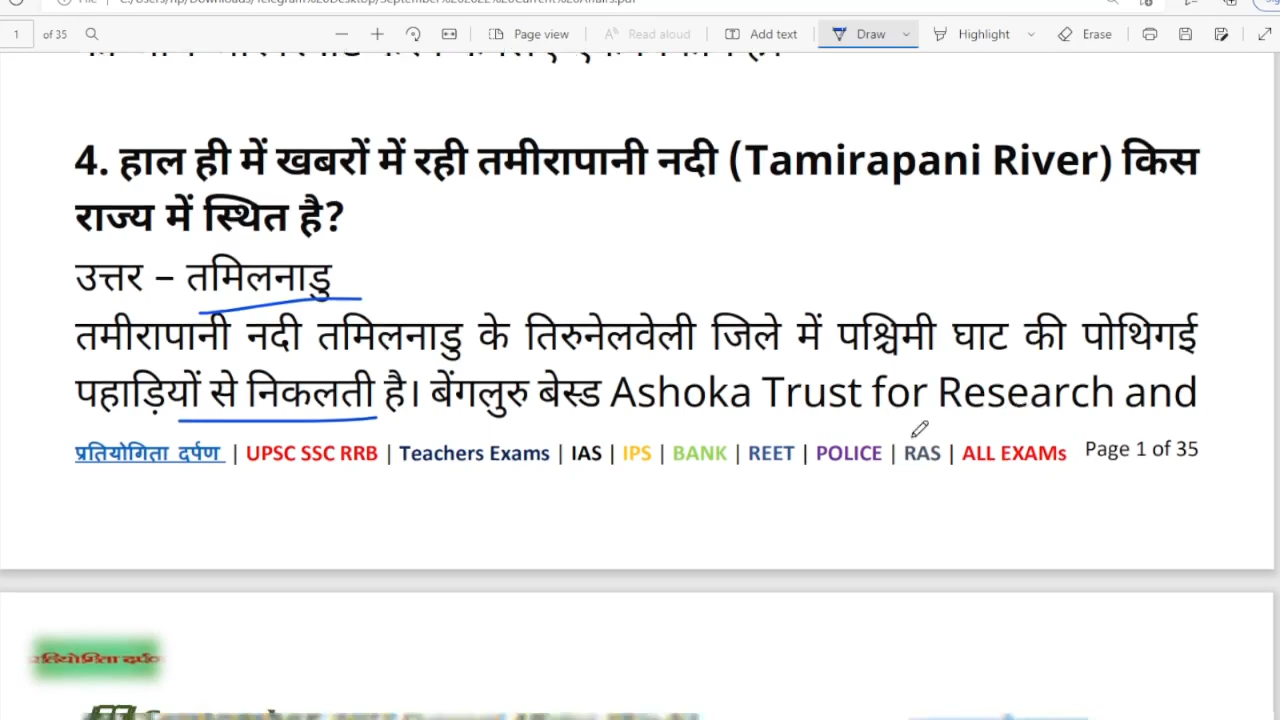 1 of 35 Page view Read aloud Add text Draw Highlight Erase
4. हाल ही में खबरों में रही तमीरापानी नदी (Tamirapani River) किस
राज्य में स्थित है?
उत्तर – तमिलनाडु
तमीरापानी नदी तमिलनाडु के तिरुनेलवेली जिले में पश्चिमी घाट की पोथिगई
पहाड़ियों से निकलती है। बेंगलुरु बेस्ड Ashoka Trust for Research and
प्रतियोगिता दर्पण | UPSC SSC RRB | Teachers Exams | IAS | IPS | BANK | REET | POLICE | RAS | ALL EXAMs Page 1 of 35
प्रतियोगिता दर्पण